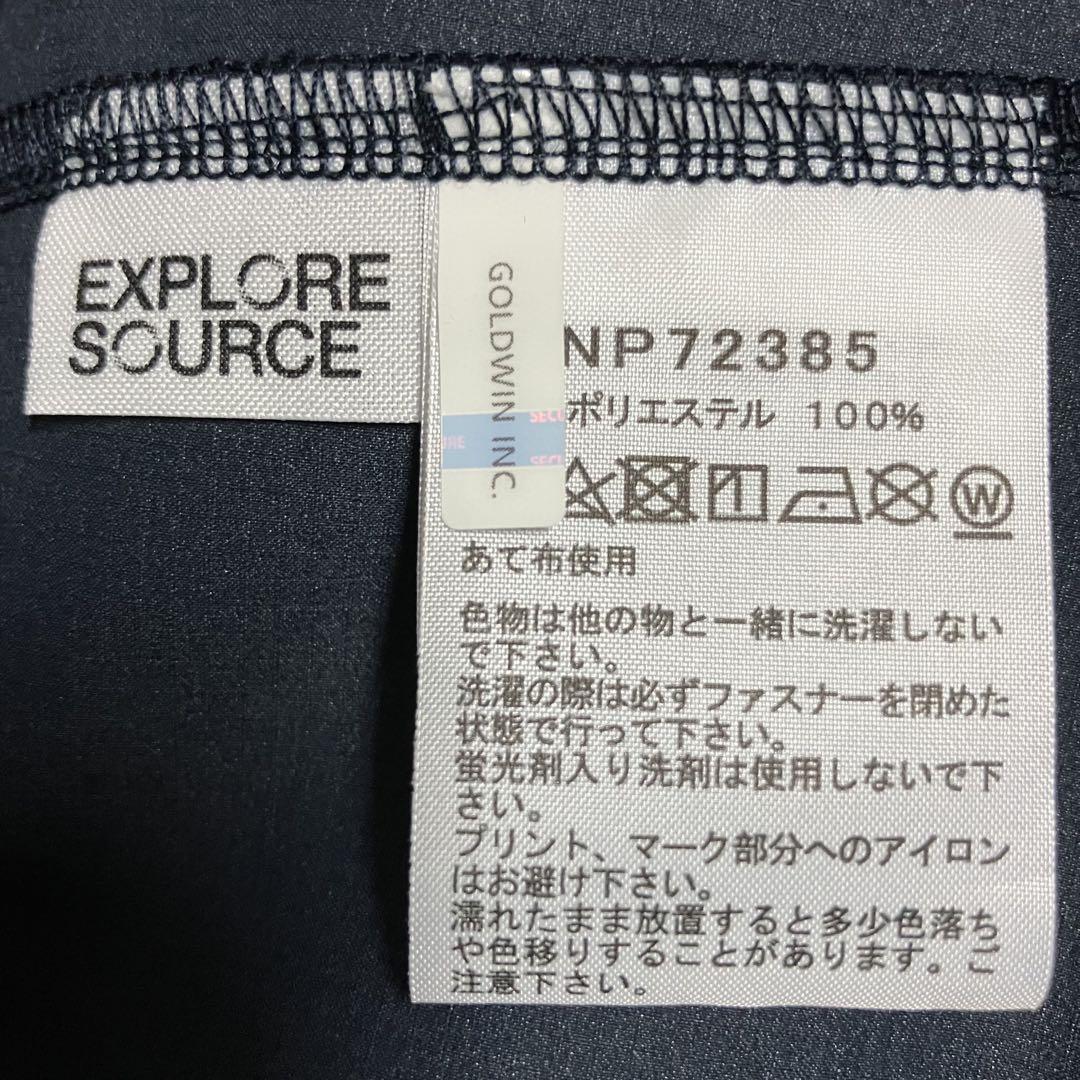 EXPLORE
SOURCE
GOLDWIN INC.
SECU
SECU
NP72385
ポリエステル 100%
1
W
あて布使用
色物は他の物と一緒に洗濯しない
で下さい。
洗濯の際は必ずファスナーを閉めた
状態で行って下さい。
蛍光剤入り洗剤は使用しないで下
さい。
プリント、マーク部分へのアイロン
はお避け下さい。
濡れたまま放置すると多少色落ち
や色移りすることがあります。ご
注意下さい。